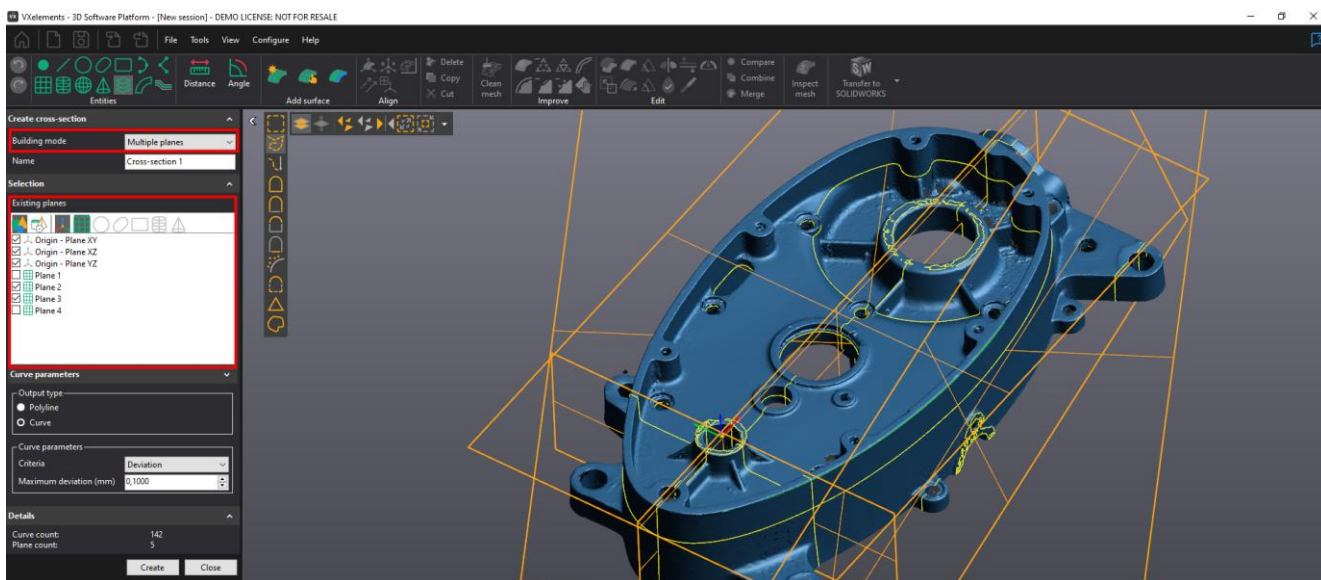 VXelements - 3D Software Platform - [New session] - DEMO LICENSE: NOT FOR RESALE
File Tools View Configure Help
Distance Angle
Delete
Copy
Cut
Clean mesh
Compare
Combine
Merge
Inspect mesh
Transfer to SOLIDWORKS
Entities Add surface Align Improve Edit
Create cross-section
Building mode Multiple planes
Name Cross-section 1
Selection
Existing planes
Origin - Plane XY
Origin - Plane XZ
Origin - Plane YZ
Plane 1
Plane 2
Plane 3
Plane 4
Curve parameters
Output type
Polyline
Curve
Curve parameters
Criteria Deviation
Maximum deviation (mm) 0,1000
Details
Curve count: 142
Plane count: 5
Create Close